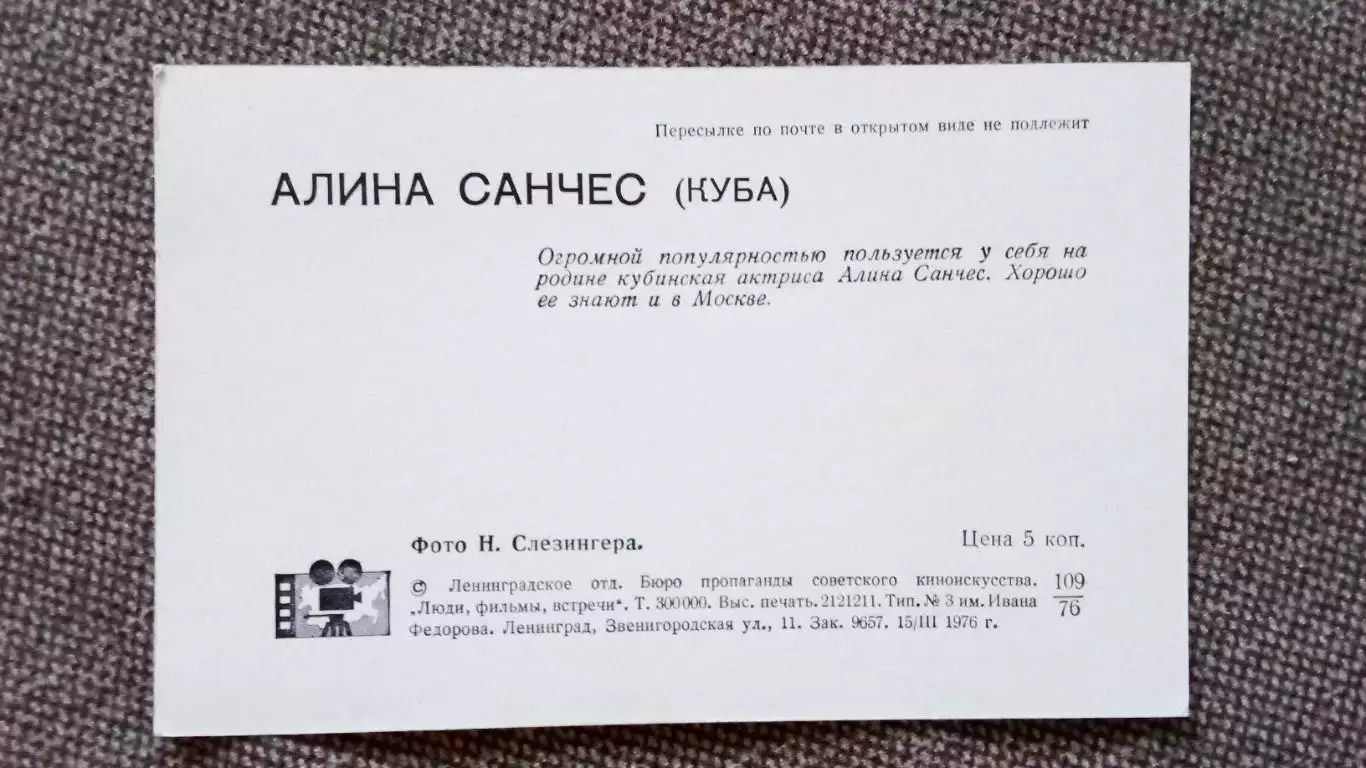 Пересылке по почте в открытом виде не подлежит
АЛИНА САНЧЕС (КУБА)
Огромной популярностью пользуется у себя на
родине кубинская актриса Алина Санчес. Хорошо
ее знают и в Москве.
Фото Н. Слезингера.
Цена 5 коп.
© Ленинградское отд. Бюро пропаганды советского киноискусства.
„Люди, фильмы, встречи“. Т. 300000. Выс. печать. 2121211. Тип. № 3 им. Ивана
Федорова. Ленинград, Звенигородская ул., 11. Зак. 9657. 15/III 1976 г.
109
76